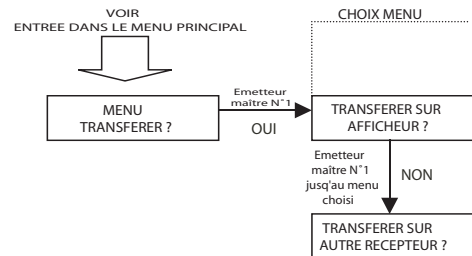 VOIR
ENTREE DANS LE MENU PRINCIPAL
CHOIX MENU
MENU
TRANSFERER ?
Emetteur
maître N°1
OUI
TRANSFERER SUR
AFFICHEUR ?
Emetteur
maître N°1
jusqu'au menu
choisi
NON
TRANSFERER SUR
AUTRE RECEPTEUR ?